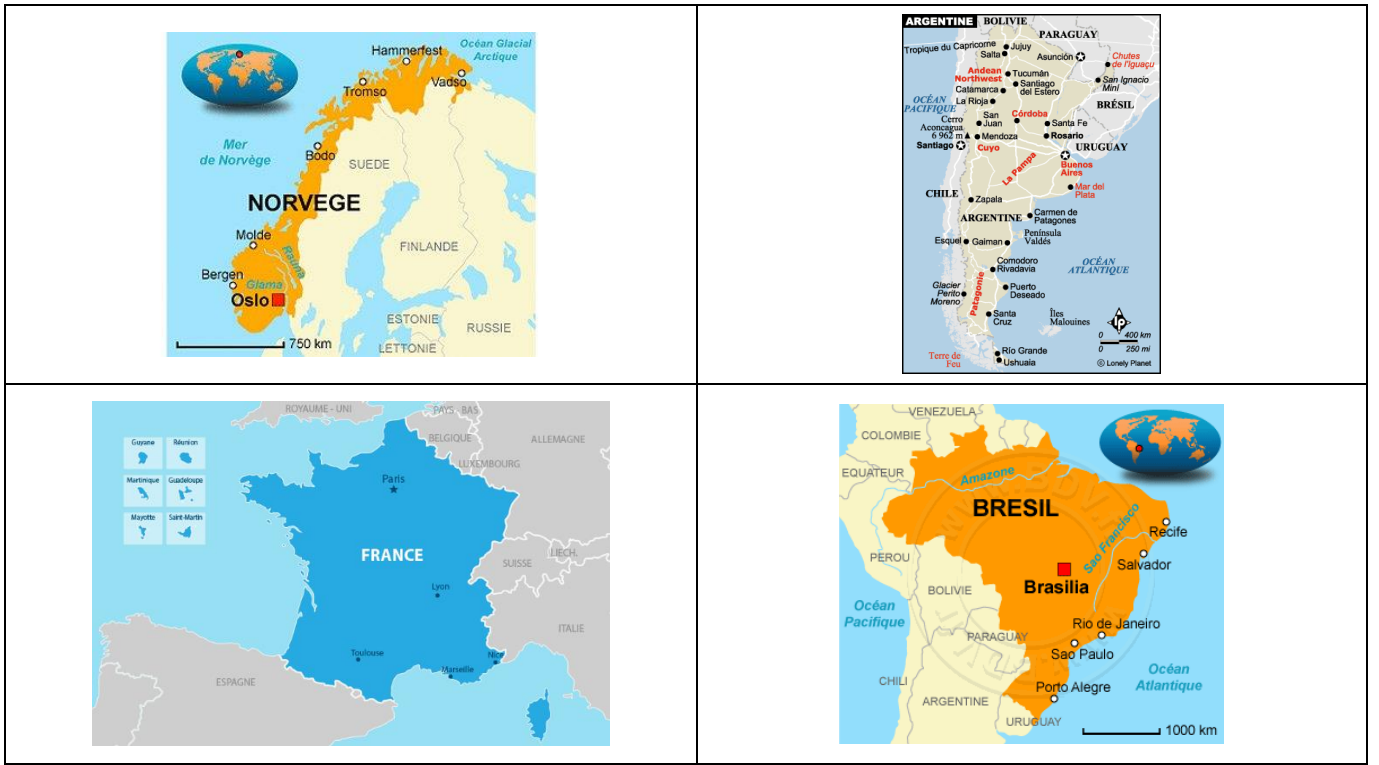 Océan Glacial
Arctique
Hammerfest
Vadso
Tromso
Mer
de Norvège
Bodo
SUEDE
NORVEGE
Molde
FINLANDE
Rauna
Bergen
Glama
Oslo
ESTONIE
RUSSIE
LETTONIE
750 km
ARGENTINE
BOLIVIE
PARAGUAY
Tropique du Capricorne
Jujuy
Salta
Asunción
Chutes
de l'Iguaçu
Andean
Northwest
Tucumán
Santiago
del Estero
San Ignacio
Miní
Catamarca
La Rioja
OCÉAN
PACIFIQUE
BRÉSIL
Cerro
Aconcagua
6 962 m
San
Juan
Córdoba
Santa Fe
Mendoza
Rosario
Santiago
Cuyo
URUGUAY
La Pampa
Buenos
Aires
Mar del
Plata
CHILE
Zapala
ARGENTINE
Carmen de
Patagones
Península
Valdés
Esquel
Gaiman
Comodoro
Rivadavia
OCÉAN
ATLANTIQUE
Patagonie
Glacier
Perito
Moreno
Puerto
Deseado
Santa
Cruz
Îles
Malouines
lp
0 400 km
0 250 mi
Terre de
Feu
Río Grande
Ushuaia
© Lonely Planet
ROYAUME - UNI
PAYS - BAS
BELGIQUE
ALLEMAGNE
LUXEMBOURG
Guyane
Réunion
Martinique
Guadeloupe
Mayotte
Saint-Martin
Paris
FRANCE
LIECH.
SUISSE
Lyon
ITALIE
Toulouse
Nice
Marseille
ESPAGNE
VENEZUELA
COLOMBIE
EQUATEUR
Amazone
BRESIL
Sao Francisco
Recife
PEROU
Salvador
Brasilia
BOLIVIE
Océan
Pacifique
Rio de Janeiro
PARAGUAY
Sao Paulo
CHILI
Porto Alegre
Océan
Atlantique
ARGENTINE
URUGUAY
1000 km